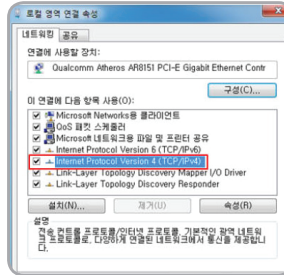 로컬 영역 연결 속성
네트워킹 공유
연결에 사용할 장치:
Qualcomm Atheros AR8151 PCI-E Gigabit Ethernet Contr
구성(C)...
이 연결에 다음 항목 사용(O):
Microsoft Networks용 클라이언트
QoS 패킷 스케줄러
Microsoft 네트워크용 파일 및 프린터 공유
Internet Protocol Version 6 (TCP/IPv6)
Internet Protocol Version 4 (TCP/IPv4)
Link-Layer Topology Discovery Mapper I/O Driver
Link-Layer Topology Discovery Responder
설치(N)... 제거(U) 속성(R)
설명
전송 컨트롤 프로토콜/인터넷 프로토콜. 기본적인 광역 네트워
크 프로토콜로, 다양하게 연결된 네트워크에서 통신을 제공합니
다.